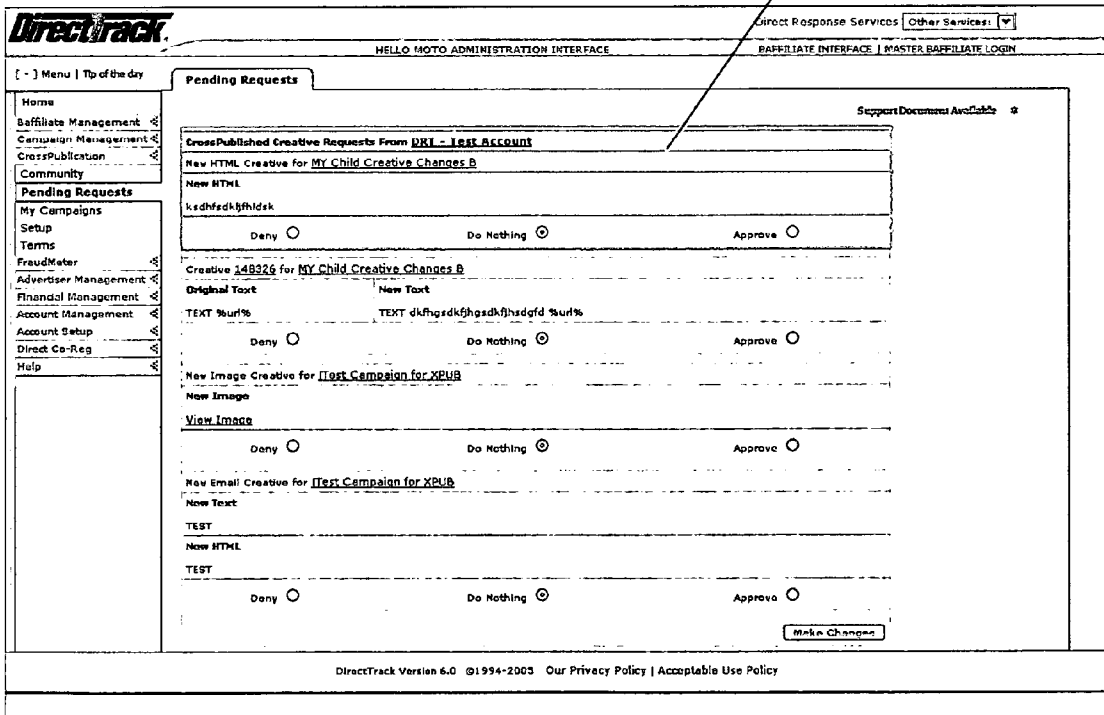 DirectTrack
Direct Response Services Other Services:
HELLO MOTO ADMINISTRATION INTERFACE
BAFFILIATE INTERFACE | MASTER BAFFILIATE LOGIN
[ - ] Menu | Tip of the day
Pending Requests
Support Document Available
Home
Baffiliate Management
Campaign Management
CrossPublication
Community
Pending Requests
My Campaigns
Setup
Terms
FraudMeter
Advertiser Management
Financial Management
Account Management
Account Setup
Direct Co-Reg
Help
CrossPublished Creative Requests From DRT - Test Account
New HTML Creative for MY Child Creative Changes B
New HTML
ksdhfsdkljfhldsk
Deny Do Nothing Approve
Creative 148326 for MY Child Creative Changes B
Original Text New Text
TEXT %url% TEXT dkfhgsdkfjhgsdkfjhsdgfd %url%
Deny Do Nothing Approve
New Image Creative for ITest Campaign for XPUB
New Image
View Image
Deny Do Nothing Approve
New Email Creative for ITest Campaign for XPUB
New Text
TEST
New HTML
TEST
Deny Do Nothing Approve
Make Changes
DirectTrack Version 6.0 ©1994-2003 Our Privacy Policy | Acceptable Use Policy